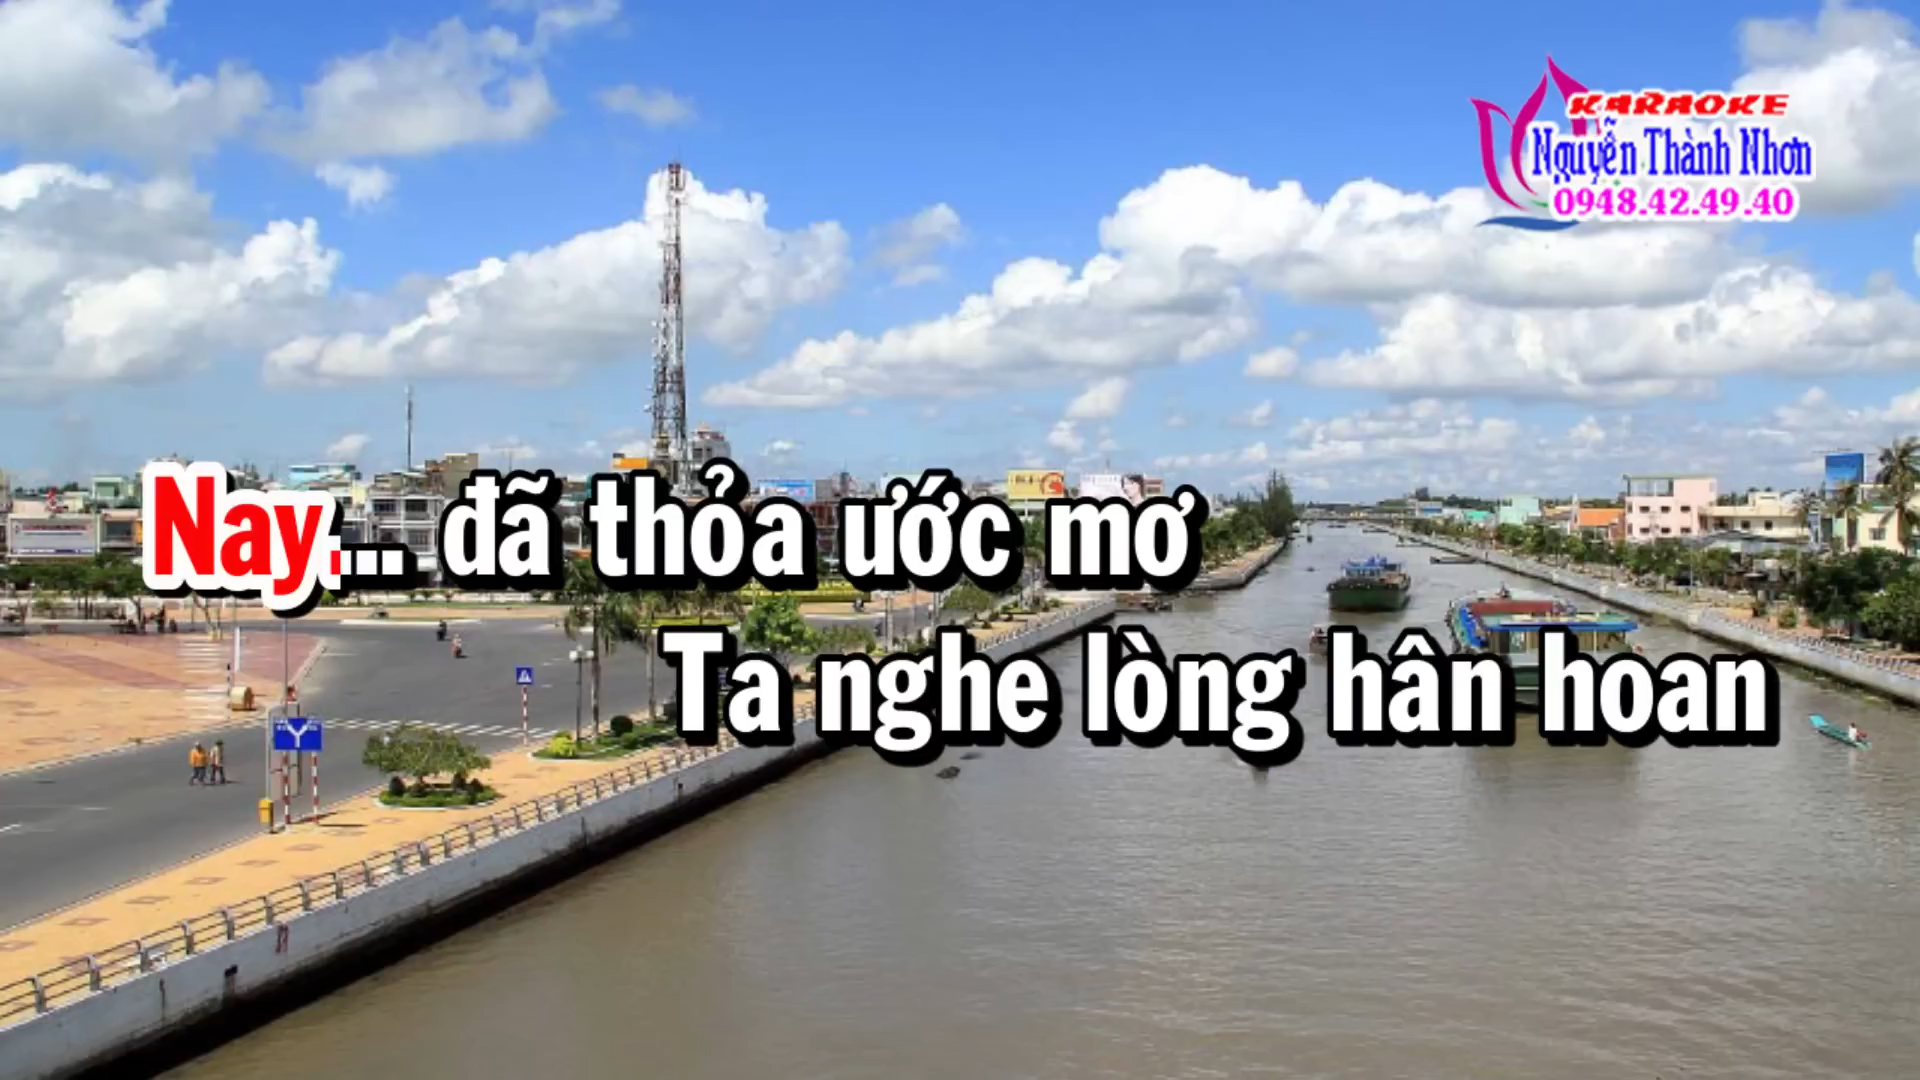 KARAOKE
Nguyễn Thành Nhơn
0948.42.49.40
Nay... đã thỏa ước mơ
Ta nghe lòng hân hoan